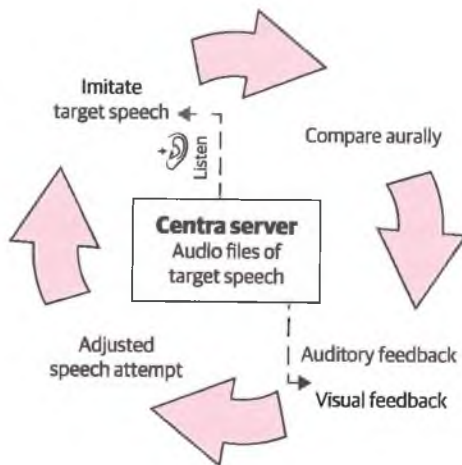 Imitate
target speech
Listen
Compare aurally
Centra server
Audio files of
target speech
Auditory feedback
Visual feedback
Adjusted
speech attempt